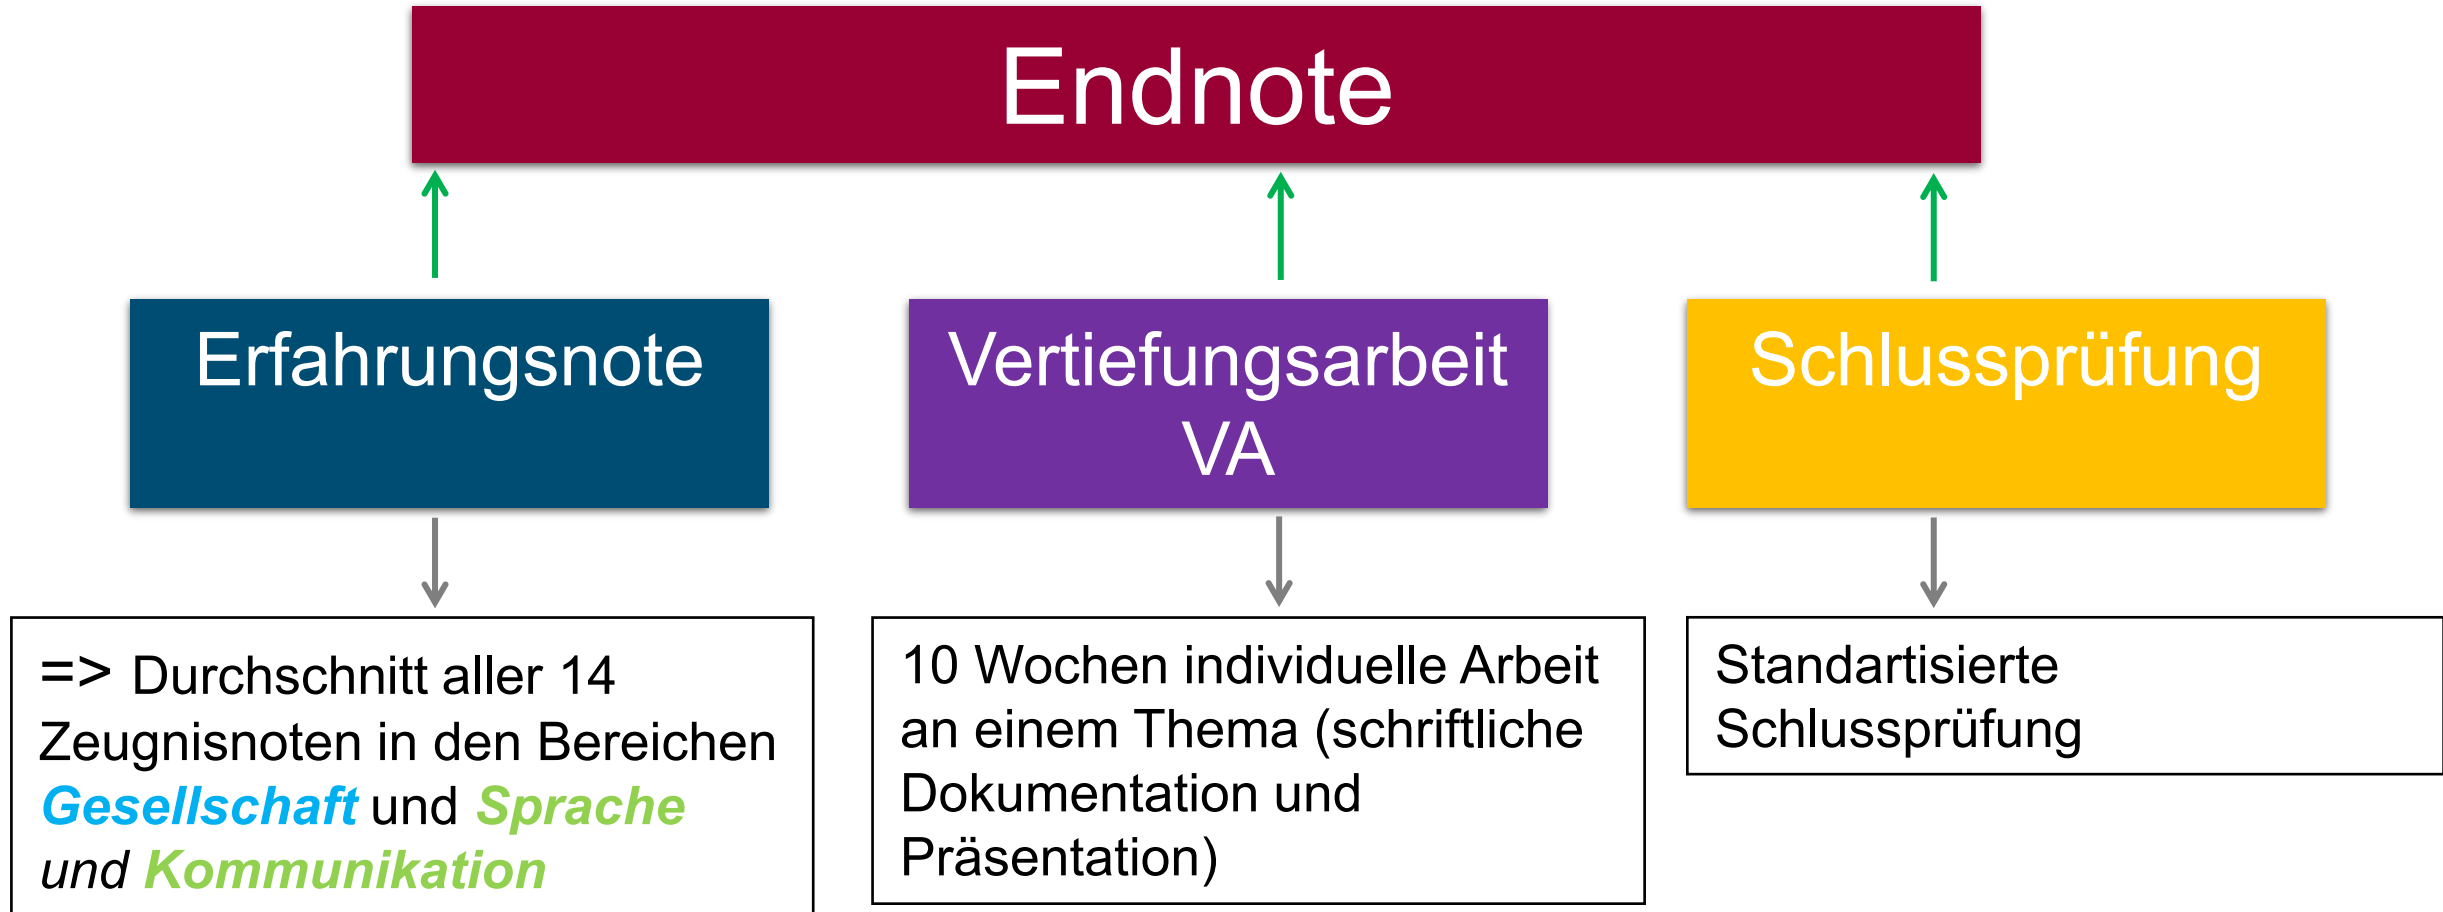 Endnote
Erfahrungsnote
Vertiefungsarbeit
VA
Schlussprüfung
=> Durchschnitt aller 14
Zeugnisnoten in den Bereichen
Gesellschaft und Sprache
und Kommunikation
10 Wochen individuelle Arbeit
an einem Thema (schriftliche
Dokumentation und
Präsentation)
Standartisierte
Schlussprüfung